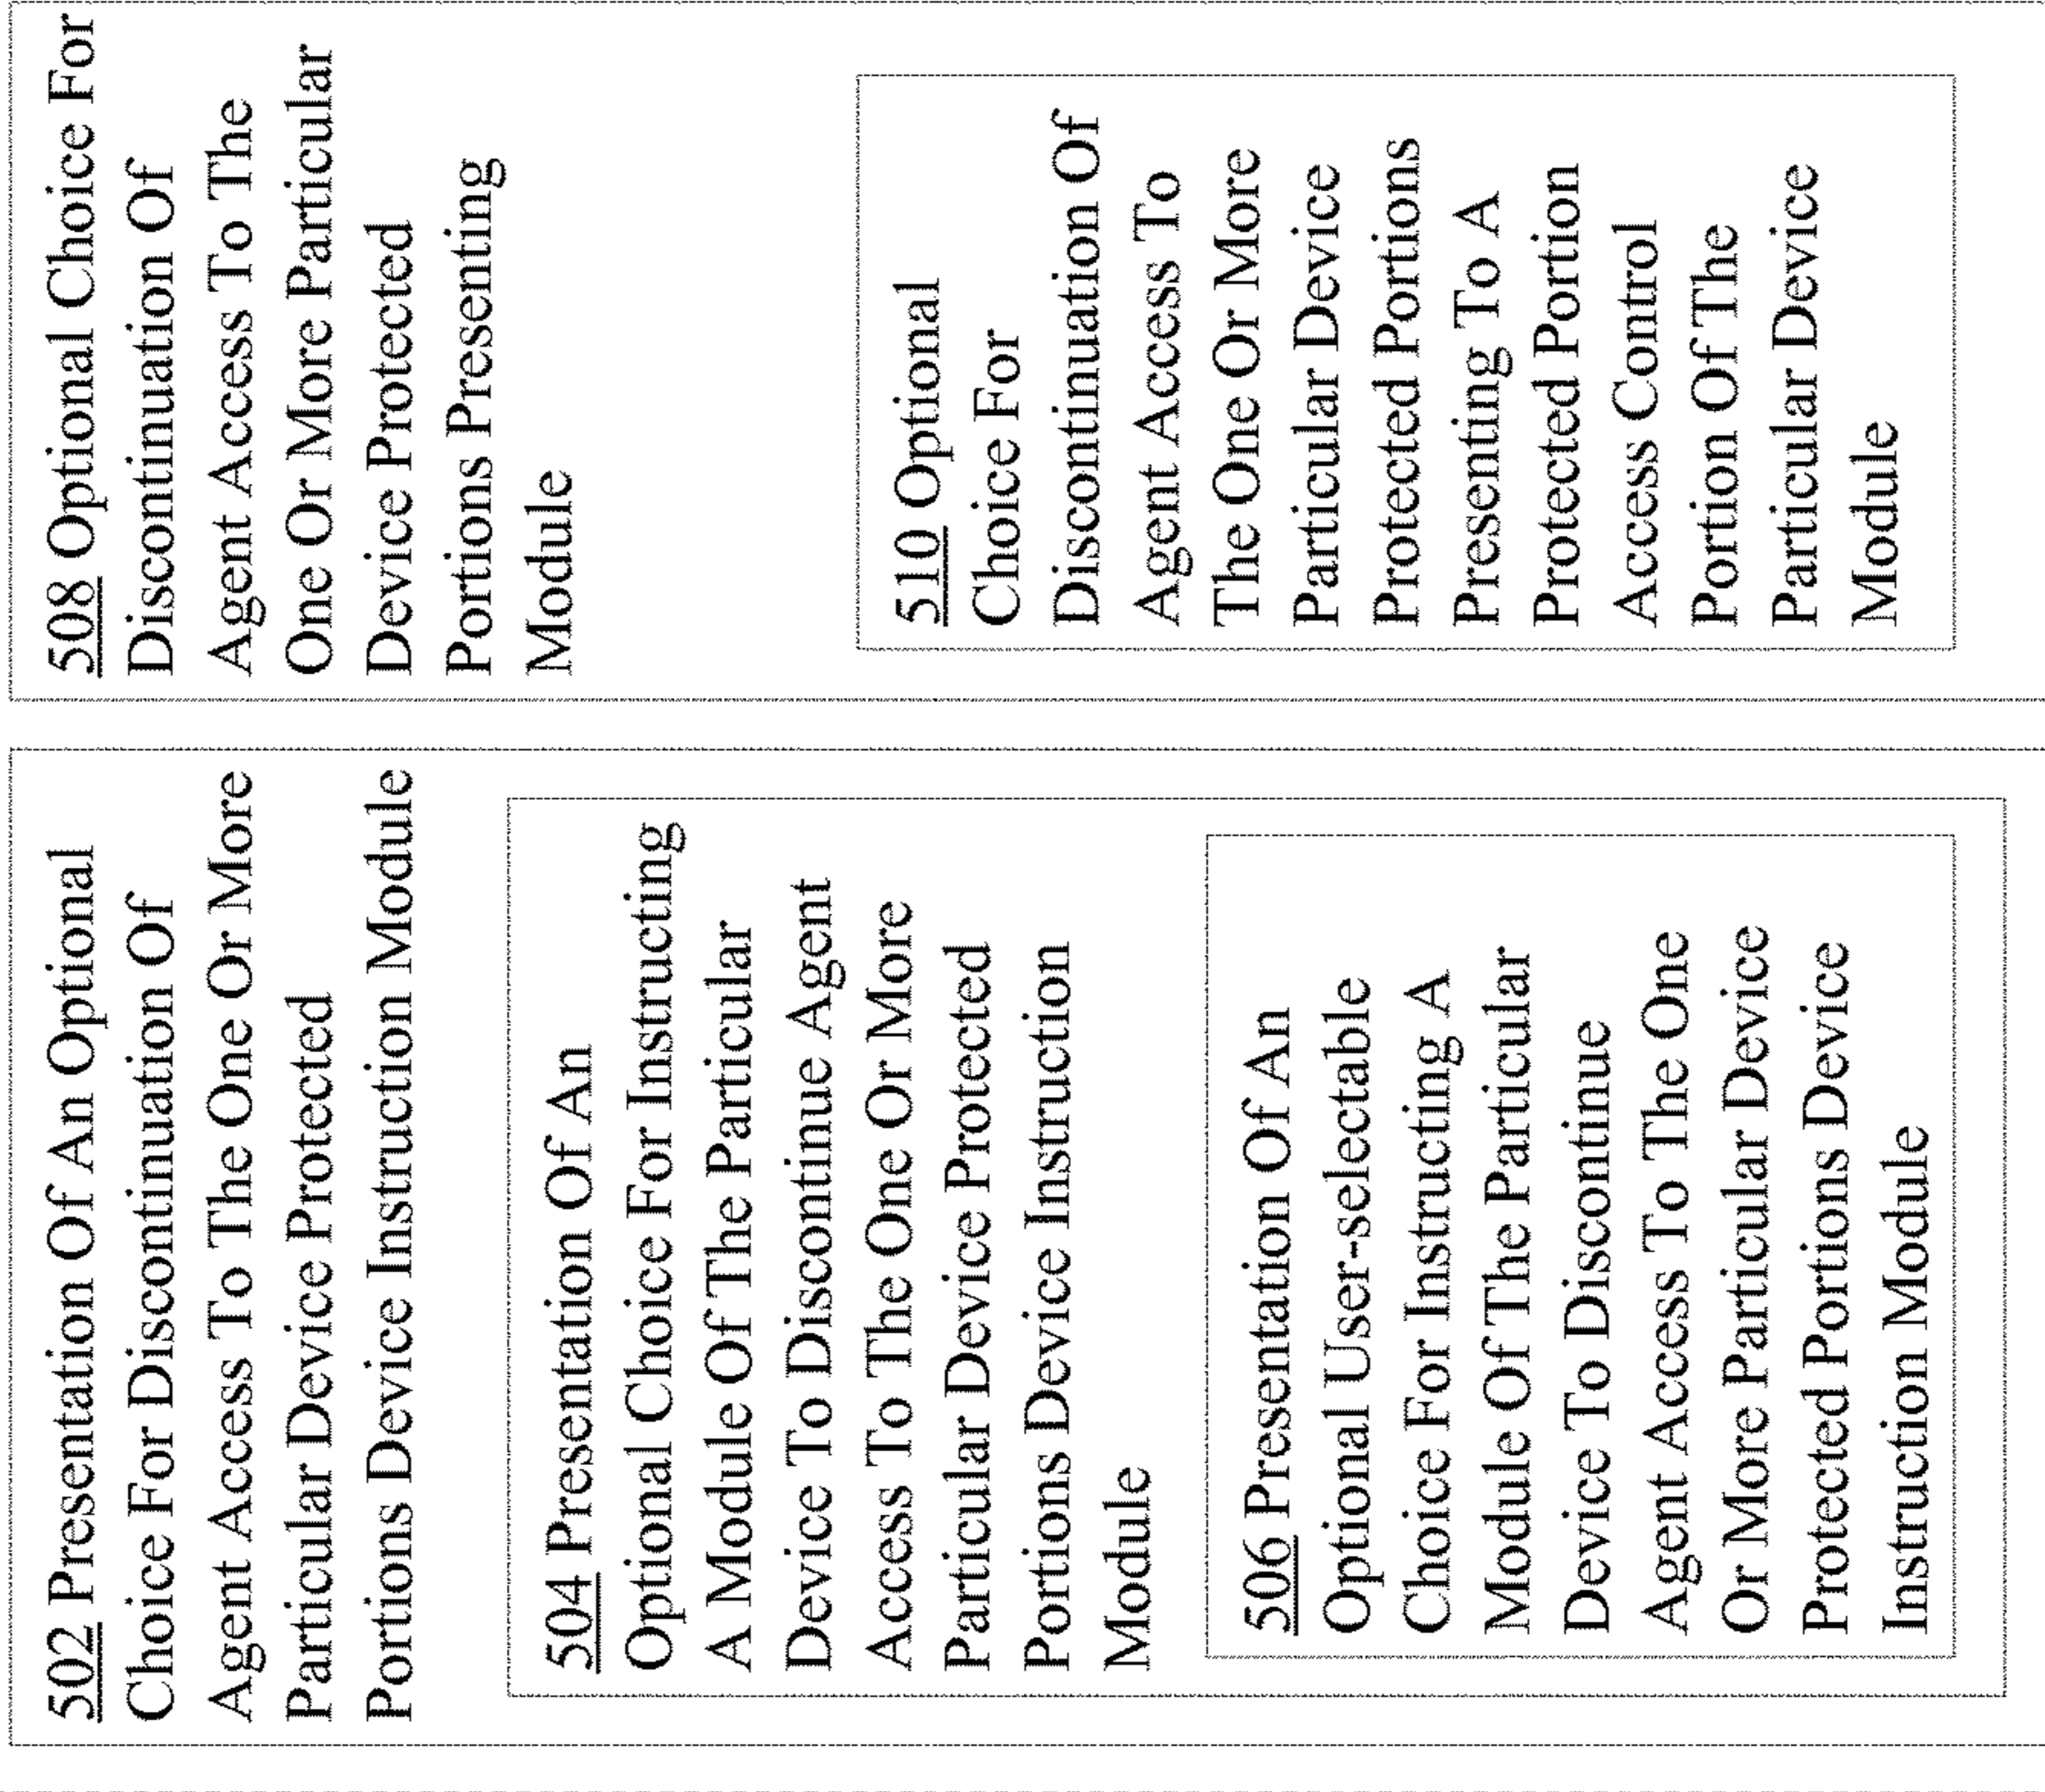 502 Presentation Of An Optional
Choice For Discontinuation Of
Agent Access To The One Or More
Particular Device Protected
Portions Device Instruction Module
504 Presentation Of An
Optional Choice For Instructing
A Module Of The Particular
Device To Discontinue Agent
Access To The One Or More
Particular Device Protected
Portions Device Instruction
Module
506 Presentation Of An
Optional User-selectable
Choice For Instructing A
Module Of The Particular
Device To Discontinue
Agent Access To The One
Or More Particular Device
Protected Portions Device
Instruction Module
508 Optional Choice For
Discontinuation Of
Agent Access To The
One Or More Particular
Device Protected
Portions Presenting
Module
510 Optional
Choice For
Discontinuation Of
Agent Access To
The One Or More
Particular Device
Protected Portions
Presenting To A
Protected Portion
Access Control
Portion Of The
Particular Device
Module